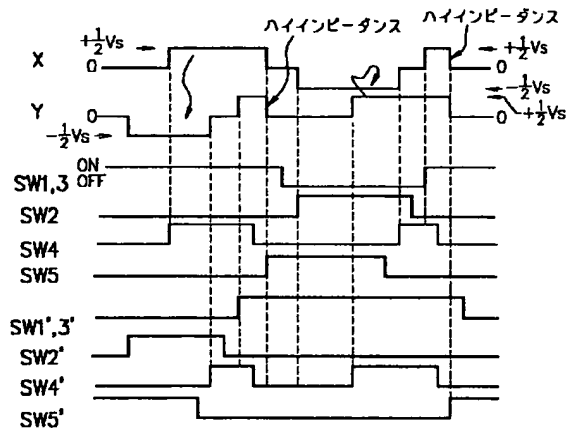 ハイインピーダンス
ハイインピーダンス
X
+½Vs
0
+½Vs
0
Y
0
-½Vs
-½Vs
+½Vs
0
SW1,3
ON
OFF
SW2
SW4
SW5
SW1',3'
SW2'
SW4'
SW5'